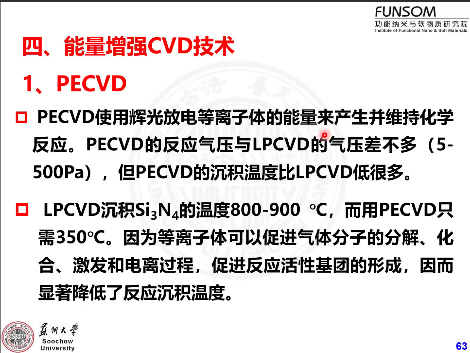 FUNSOM
功能纳米与软物质研究院
Institute of Functional Nano & Soft Materials
四、能量增强CVD技术
1、PECVD
PECVD使用辉光放电等离子体的能量来产生并维持化学
反应。PECVD的反应气压与LPCVD的气压差不多（5-
500Pa），但PECVD的沉积温度比LPCVD低很多。
LPCVD沉积Si₃N₄的温度800-900 ℃，而用PECVD只
需350℃。因为等离子体可以促进气体分子的分解、化
合、激发和电离过程，促进反应活性基团的形成，因而
显著降低了反应沉积温度。
蘇州大學
Soochow
University
63